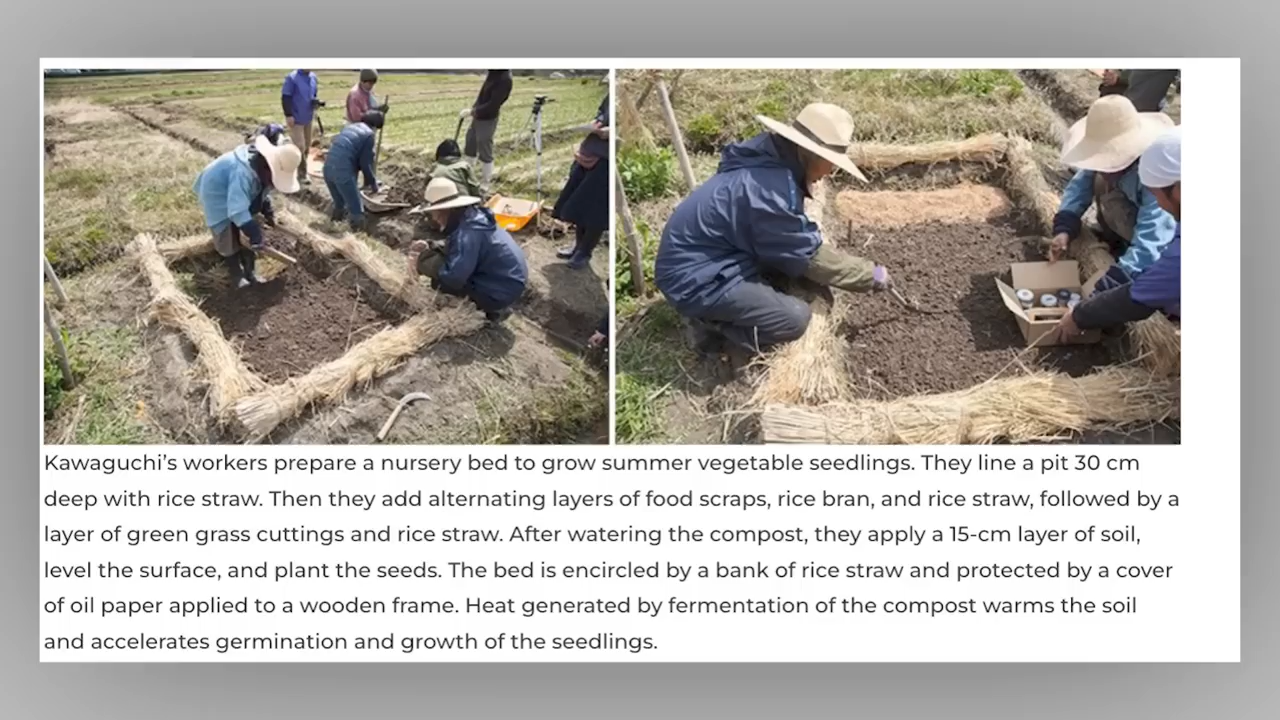 Kawaguchi’s workers prepare a nursery bed to grow summer vegetable seedlings. They line a pit 30 cm
deep with rice straw. Then they add alternating layers of food scraps, rice bran, and rice straw, followed by a
layer of green grass cuttings and rice straw. After watering the compost, they apply a 15-cm layer of soil,
level the surface, and plant the seeds. The bed is encircled by a bank of rice straw and protected by a cover
of oil paper applied to a wooden frame. Heat generated by fermentation of the compost warms the soil
and accelerates germination and growth of the seedlings.